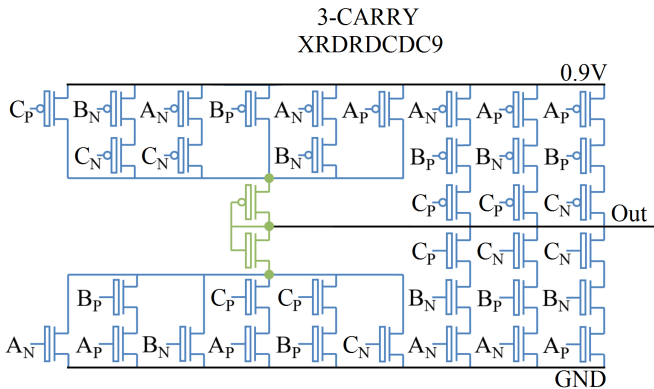 3-CARRY
XRDRDCDC9
0.9V
C_P B_N A_N B_P A_N A_P A_N A_P A_P
C_N C_N B_N B_P B_N B_P
C_P C_P C_N
Out
C_P C_N C_N
B_P C_P C_P B_N B_P B_N
A_N A_P B_N A_P B_P C_N A_N A_N A_P
GND